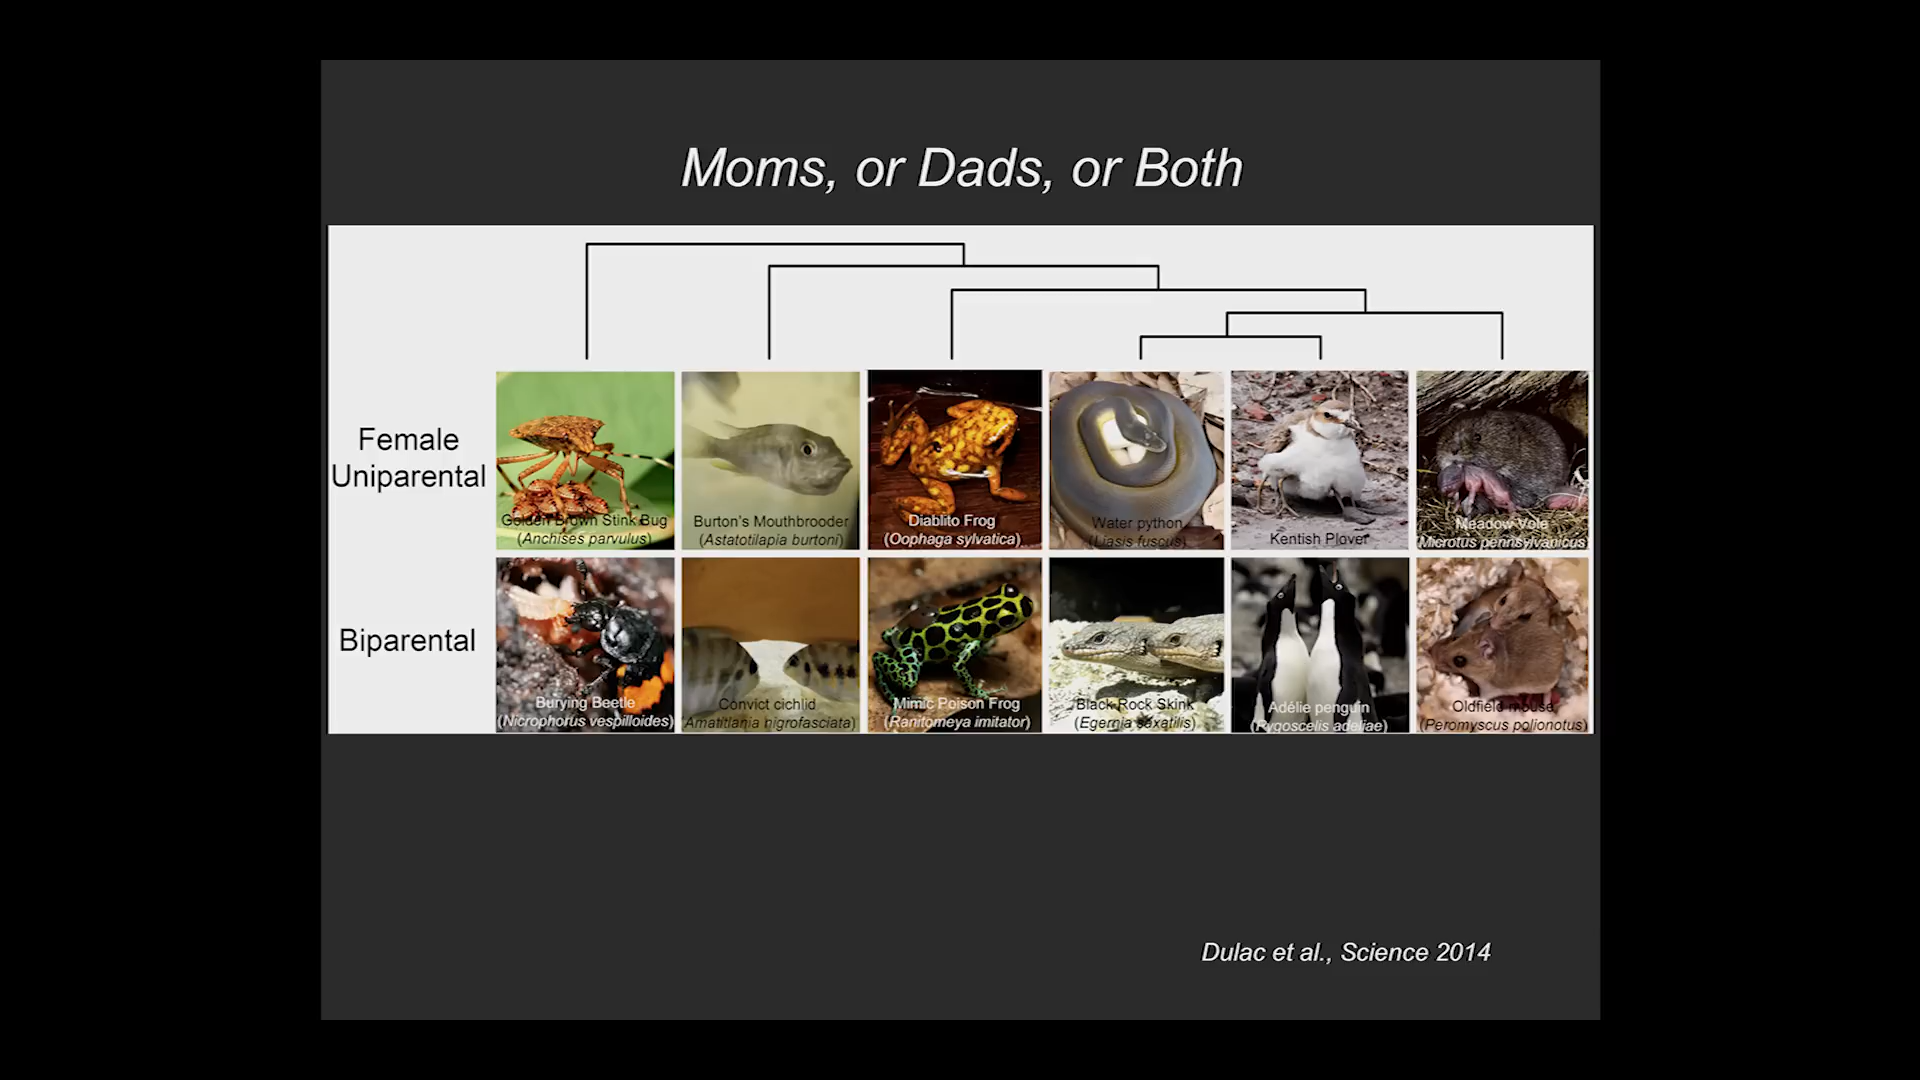 Moms, or Dads, or Both
Female
Uniparental
Golden Brown Stink Bug
(Anchises parvulus)
Burton's Mouthbrooder
(Astatotilapia burtoni)
Diablito Frog
(Oophaga sylvatica)
Water python
(Liasis fuscus)
Kentish Plover
Meadow Vole
(Microtus pennsylvanicus)
Biparental
Burying Beetle
(Nicrophorus vespilloides)
Convict cichlid
Amatitlania nigrofasciata)
Mimic Poison Frog
(Ranitomeya imitator)
Black Rock Skink
(Egernia saxatilis)
Adélie penguin
(Pygoscelis adeliae)
Oldfield mouse
(Peromyscus polionotus)
Dulac et al., Science 2014